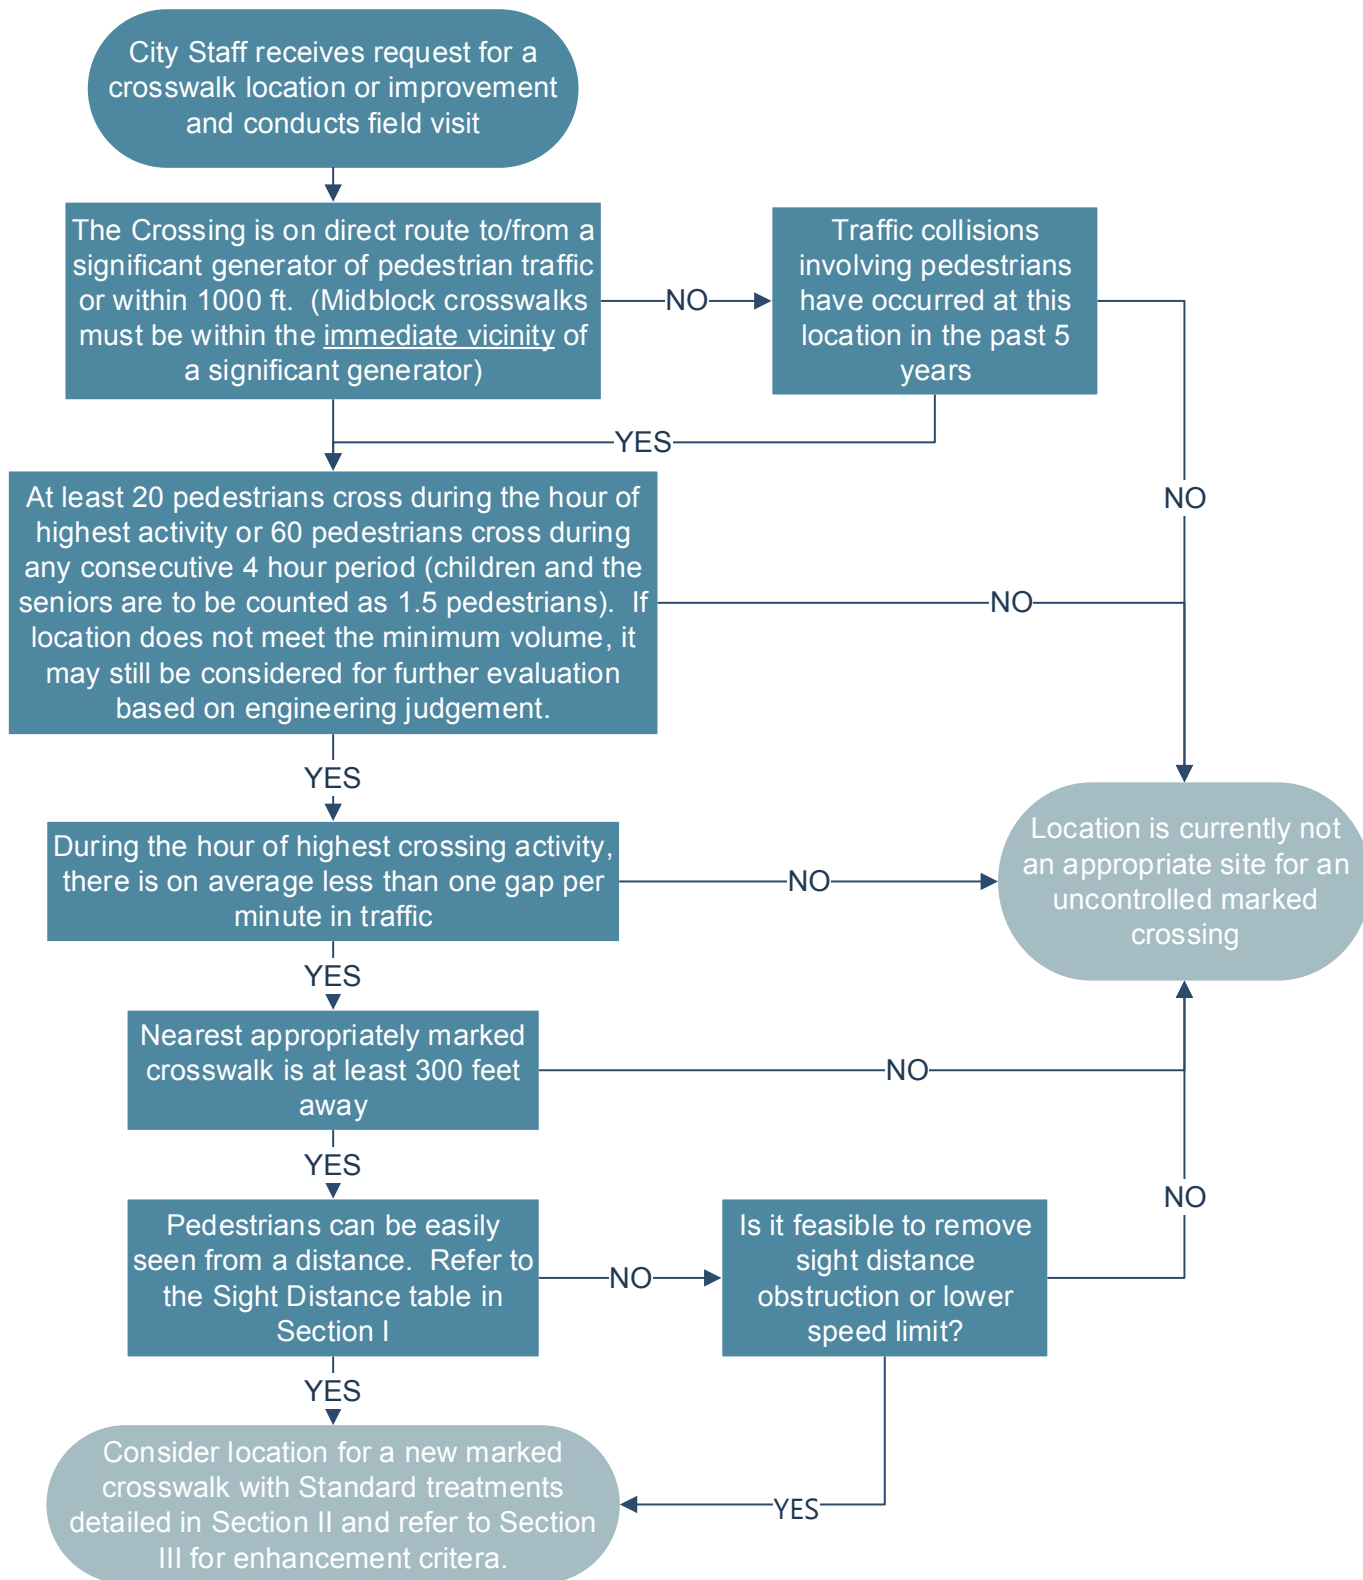 City Staff receives request for a
crosswalk location or improvement
and conducts field visit
The Crossing is on direct route to/from a
significant generator of pedestrian traffic
or within 1000 ft.  (Midblock crosswalks
must be within the immediate vicinity of
a significant generator)
NO
Traffic collisions
involving pedestrians
have occurred at this
location in the past 5
years
YES
NO
At least 20 pedestrians cross during the hour of
highest activity or 60 pedestrians cross during
any consecutive 4 hour period (children and the
seniors are to be counted as 1.5 pedestrians).  If
location does not meet the minimum volume, it
may still be considered for further evaluation
based on engineering judgement.
NO
YES
During the hour of highest crossing activity,
there is on average less than one gap per
minute in traffic
NO
Location is currently not
an appropriate site for an
uncontrolled marked
crossing
YES
Nearest appropriately marked
crosswalk is at least 300 feet
away
NO
YES
Pedestrians can be easily
seen from a distance.  Refer to
the Sight Distance table in
Section I
NO
Is it feasible to remove
sight distance
obstruction or lower
speed limit?
NO
YES
YES
Consider location for a new marked
crosswalk with Standard treatments
detailed in Section II and refer to Section
III for enhancement critera.